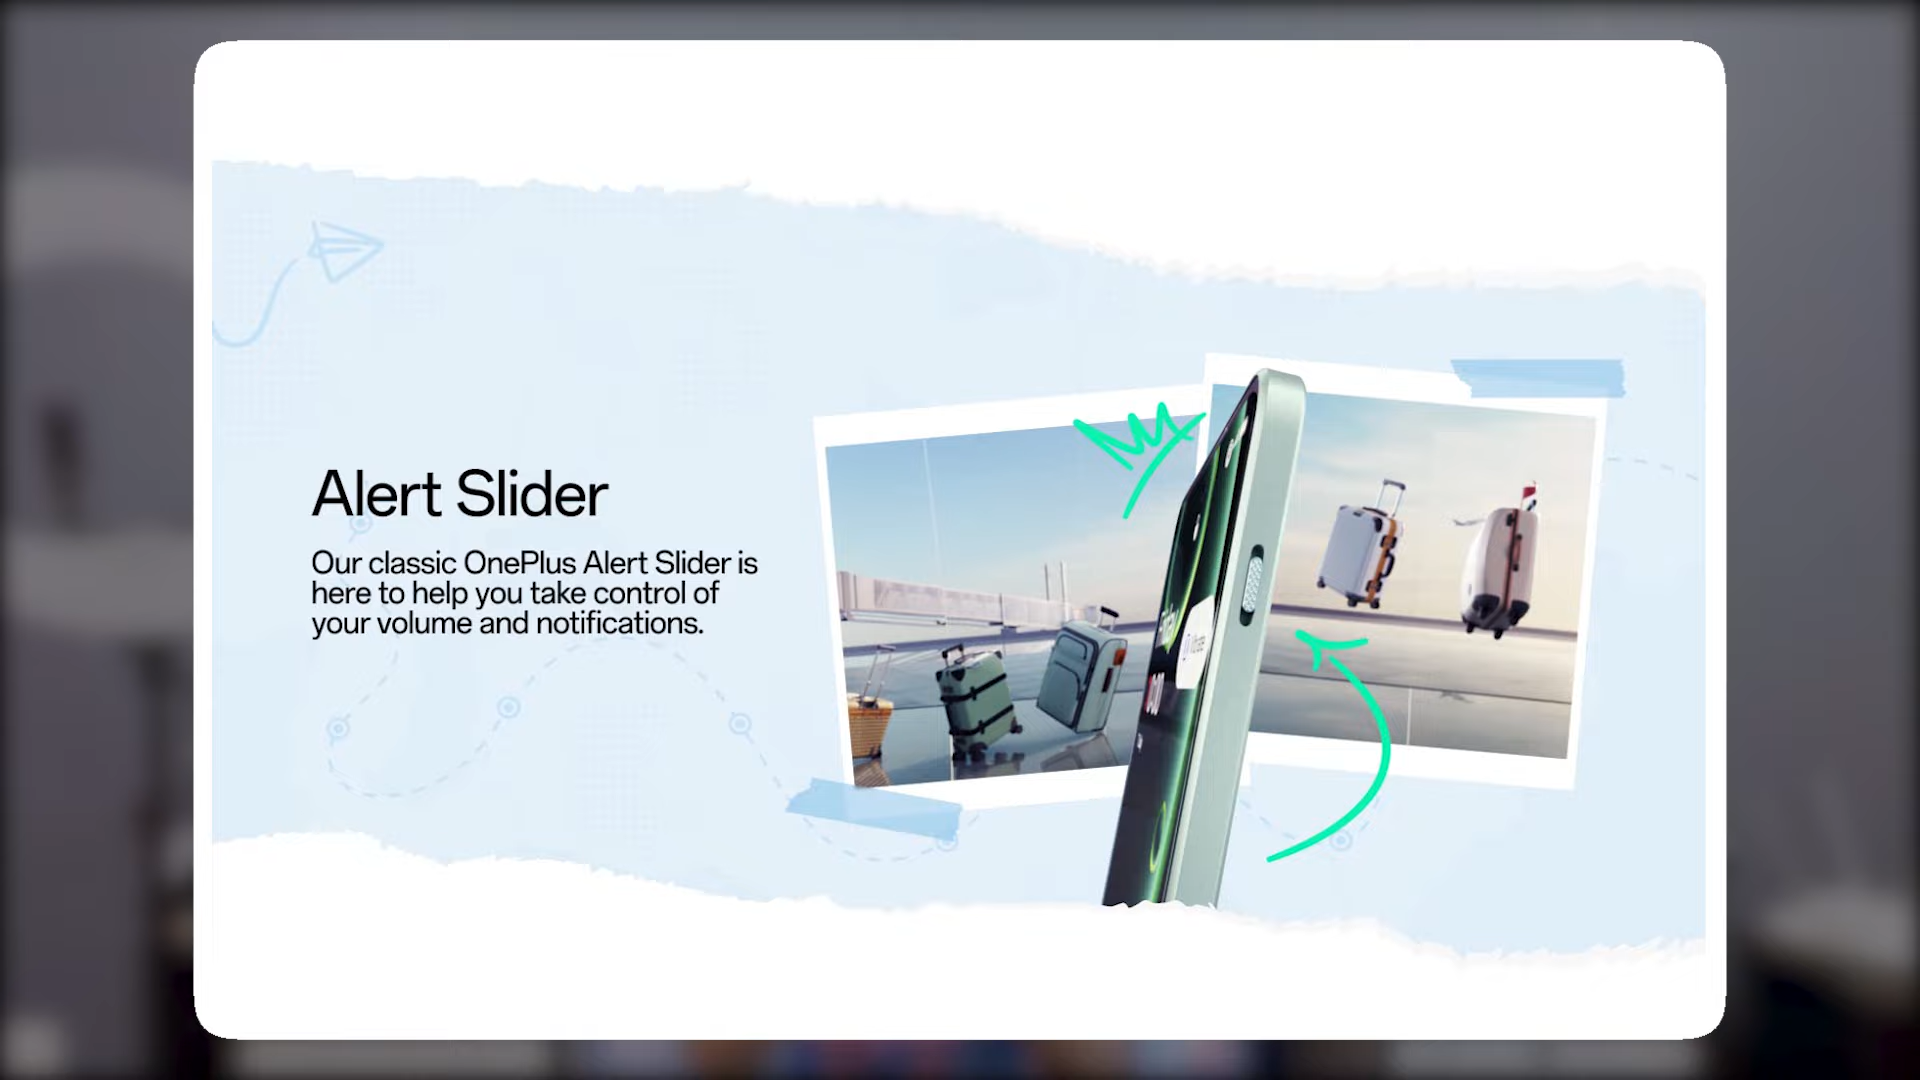 Alert Slider
Our classic OnePlus Alert Slider is
here to help you take control of
your volume and notifications.